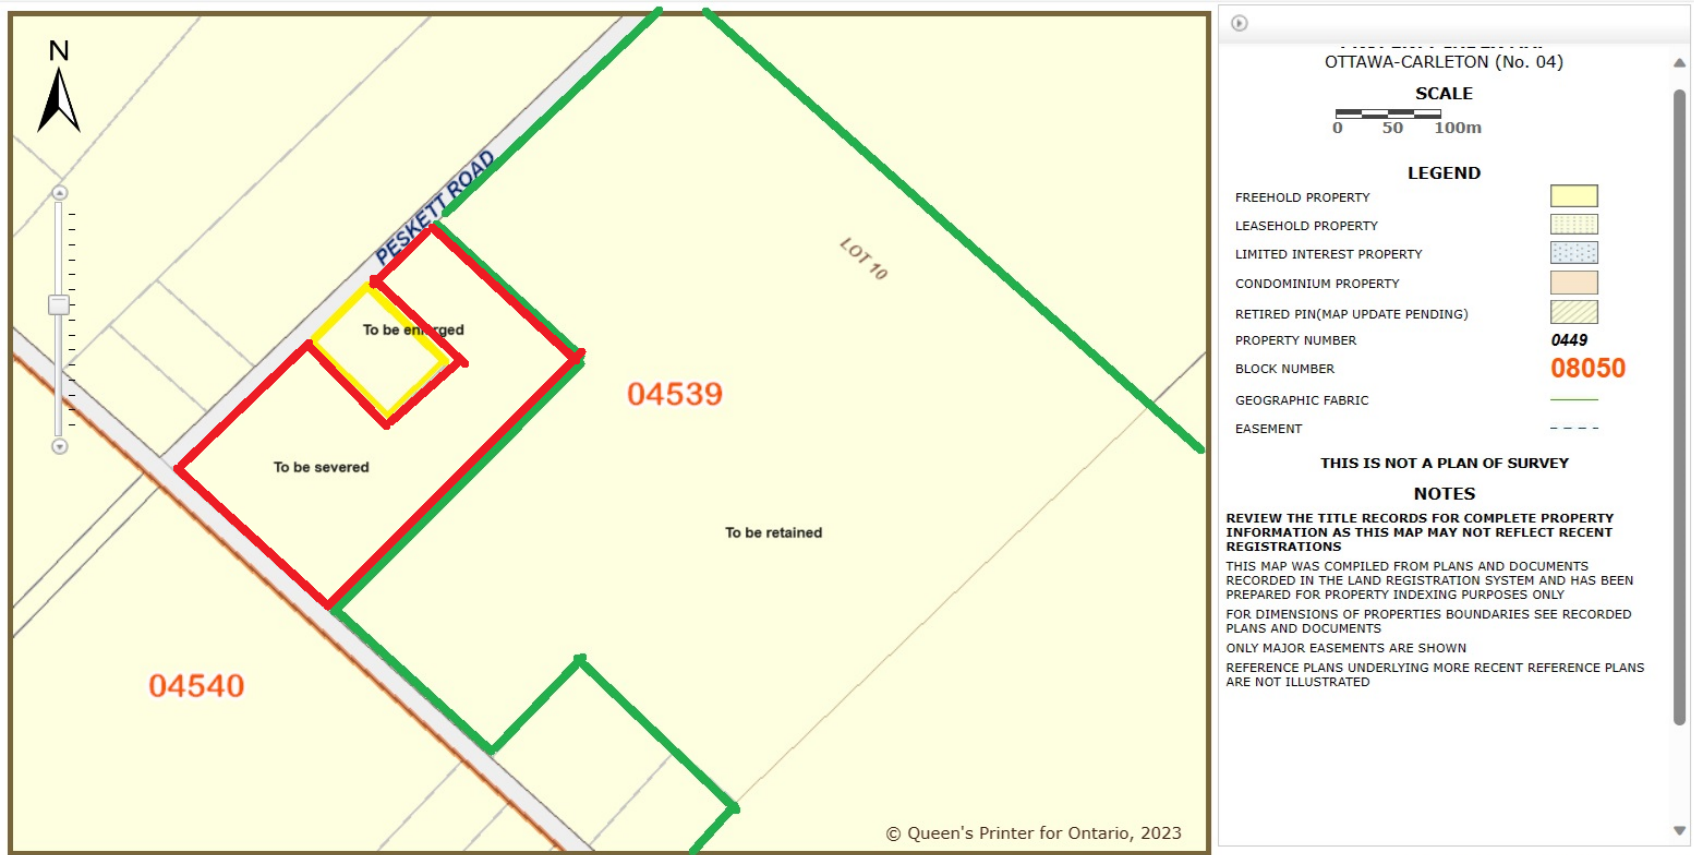 N
PESKETT ROAD
LOT 10
To be enlarged
04539
To be severed
To be retained
04540
© Queen's Printer for Ontario, 2023
OTTAWA-CARLETON (No. 04)
SCALE
0 50 100m
LEGEND
FREEHOLD PROPERTY
LEASEHOLD PROPERTY
LIMITED INTEREST PROPERTY
CONDOMINIUM PROPERTY
RETIRED PIN(MAP UPDATE PENDING)
PROPERTY NUMBER 0449
BLOCK NUMBER 08050
GEOGRAPHIC FABRIC
EASEMENT
THIS IS NOT A PLAN OF SURVEY
NOTES
REVIEW THE TITLE RECORDS FOR COMPLETE PROPERTY
INFORMATION AS THIS MAP MAY NOT REFLECT RECENT
REGISTRATIONS
THIS MAP WAS COMPILED FROM PLANS AND DOCUMENTS
RECORDED IN THE LAND REGISTRATION SYSTEM AND HAS BEEN
PREPARED FOR PROPERTY INDEXING PURPOSES ONLY
FOR DIMENSIONS OF PROPERTIES BOUNDARIES SEE RECORDED
PLANS AND DOCUMENTS
ONLY MAJOR EASEMENTS ARE SHOWN
REFERENCE PLANS UNDERLYING MORE RECENT REFERENCE PLANS
ARE NOT ILLUSTRATED